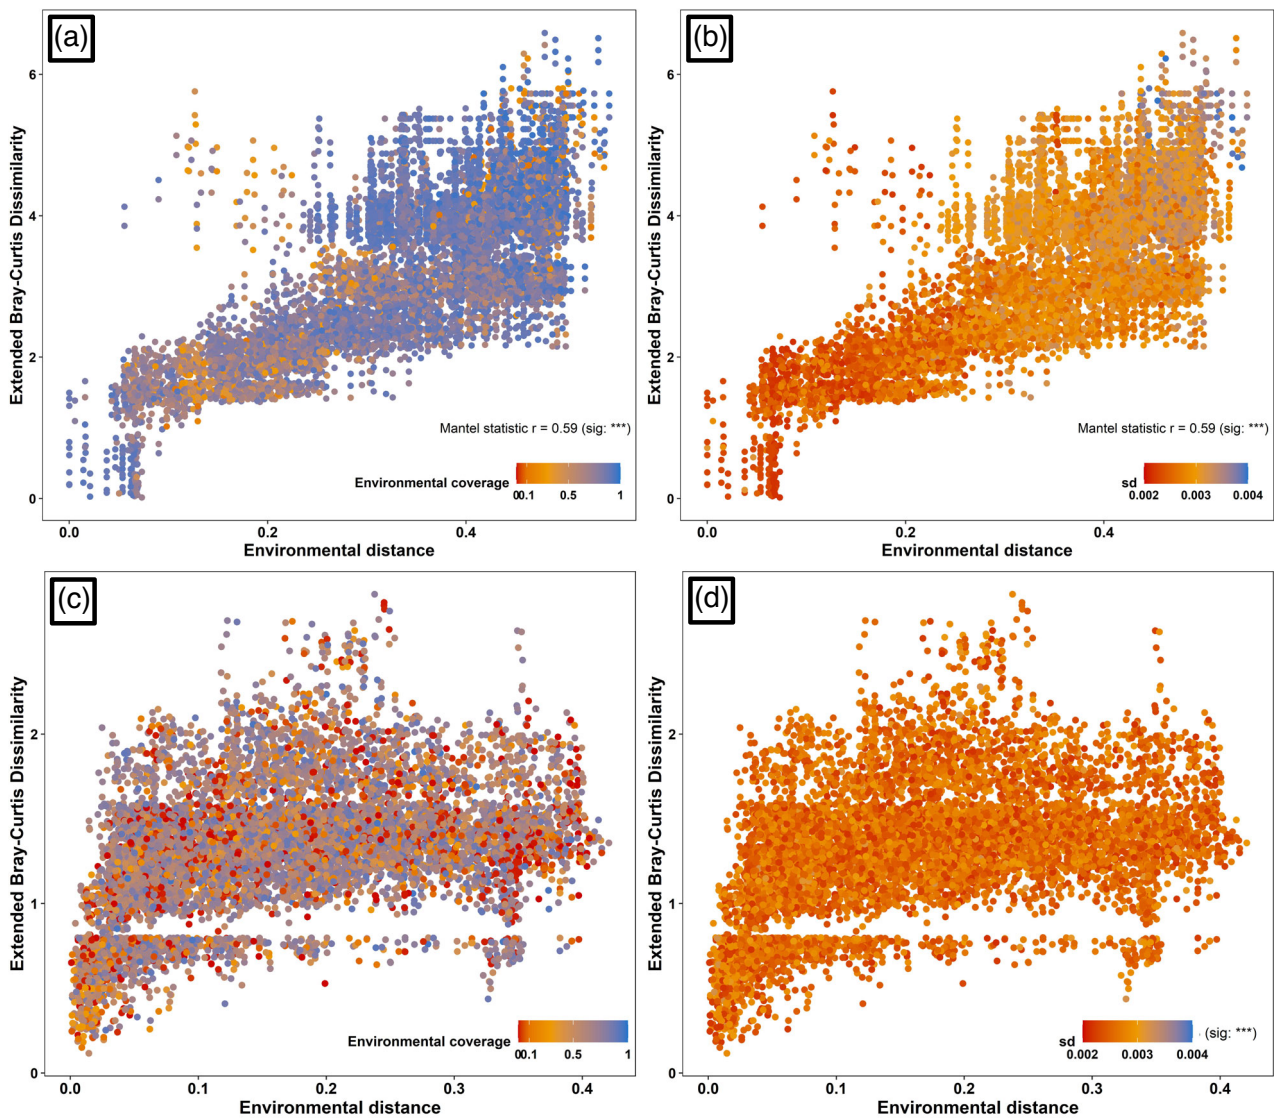 (a)
6
4
2
0
Extended Bray-Curtis Dissimilarity
Mantel statistic r = 0.59 (sig: ***)
Environmental coverage
00.1 0.5 1
0.0 0.2 0.4
Environmental distance
(b)
6
4
2
0
Extended Bray-Curtis Dissimilarity
Mantel statistic r = 0.59 (sig: ***)
sd
0.002 0.003 0.004
0.0 0.2 0.4
Environmental distance
(c)
2
1
0
Extended Bray-Curtis Dissimilarity
Environmental coverage
00.1 0.5 1
0.0 0.1 0.2 0.3 0.4
Environmental distance
(d)
2
1
0
Extended Bray-Curtis Dissimilarity
(sig: ***)
sd
0.002 0.003 0.004
0.0 0.1 0.2 0.3 0.4
Environmental distance